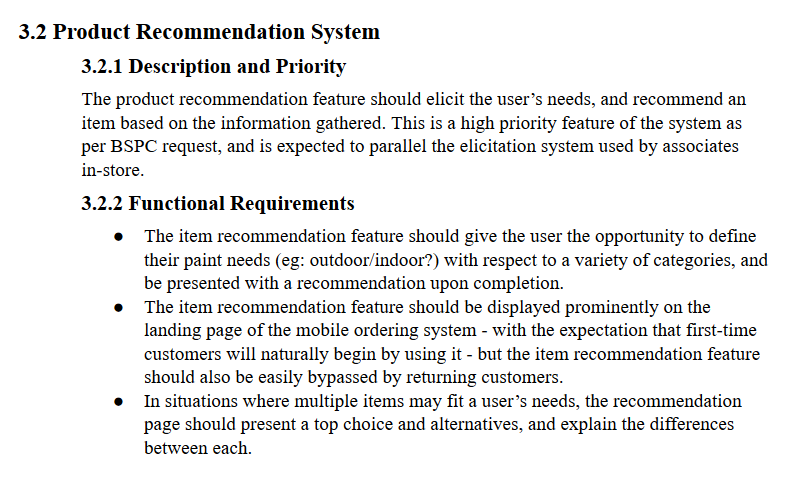 3.2 Product Recommendation System
3.2.1 Description and Priority
The product recommendation feature should elicit the user’s needs, and recommend an
item based on the information gathered. This is a high priority feature of the system as
per BSPC request, and is expected to parallel the elicitation system used by associates
in-store.
3.2.2 Functional Requirements
● The item recommendation feature should give the user the opportunity to define
their paint needs (eg: outdoor/indoor?) with respect to a variety of categories, and
be presented with a recommendation upon completion.
● The item recommendation feature should be displayed prominently on the
landing page of the mobile ordering system - with the expectation that first-time
customers will naturally begin by using it - but the item recommendation feature
should also be easily bypassed by returning customers.
● In situations where multiple items may fit a user’s needs, the recommendation
page should present a top choice and alternatives, and explain the differences
between each.